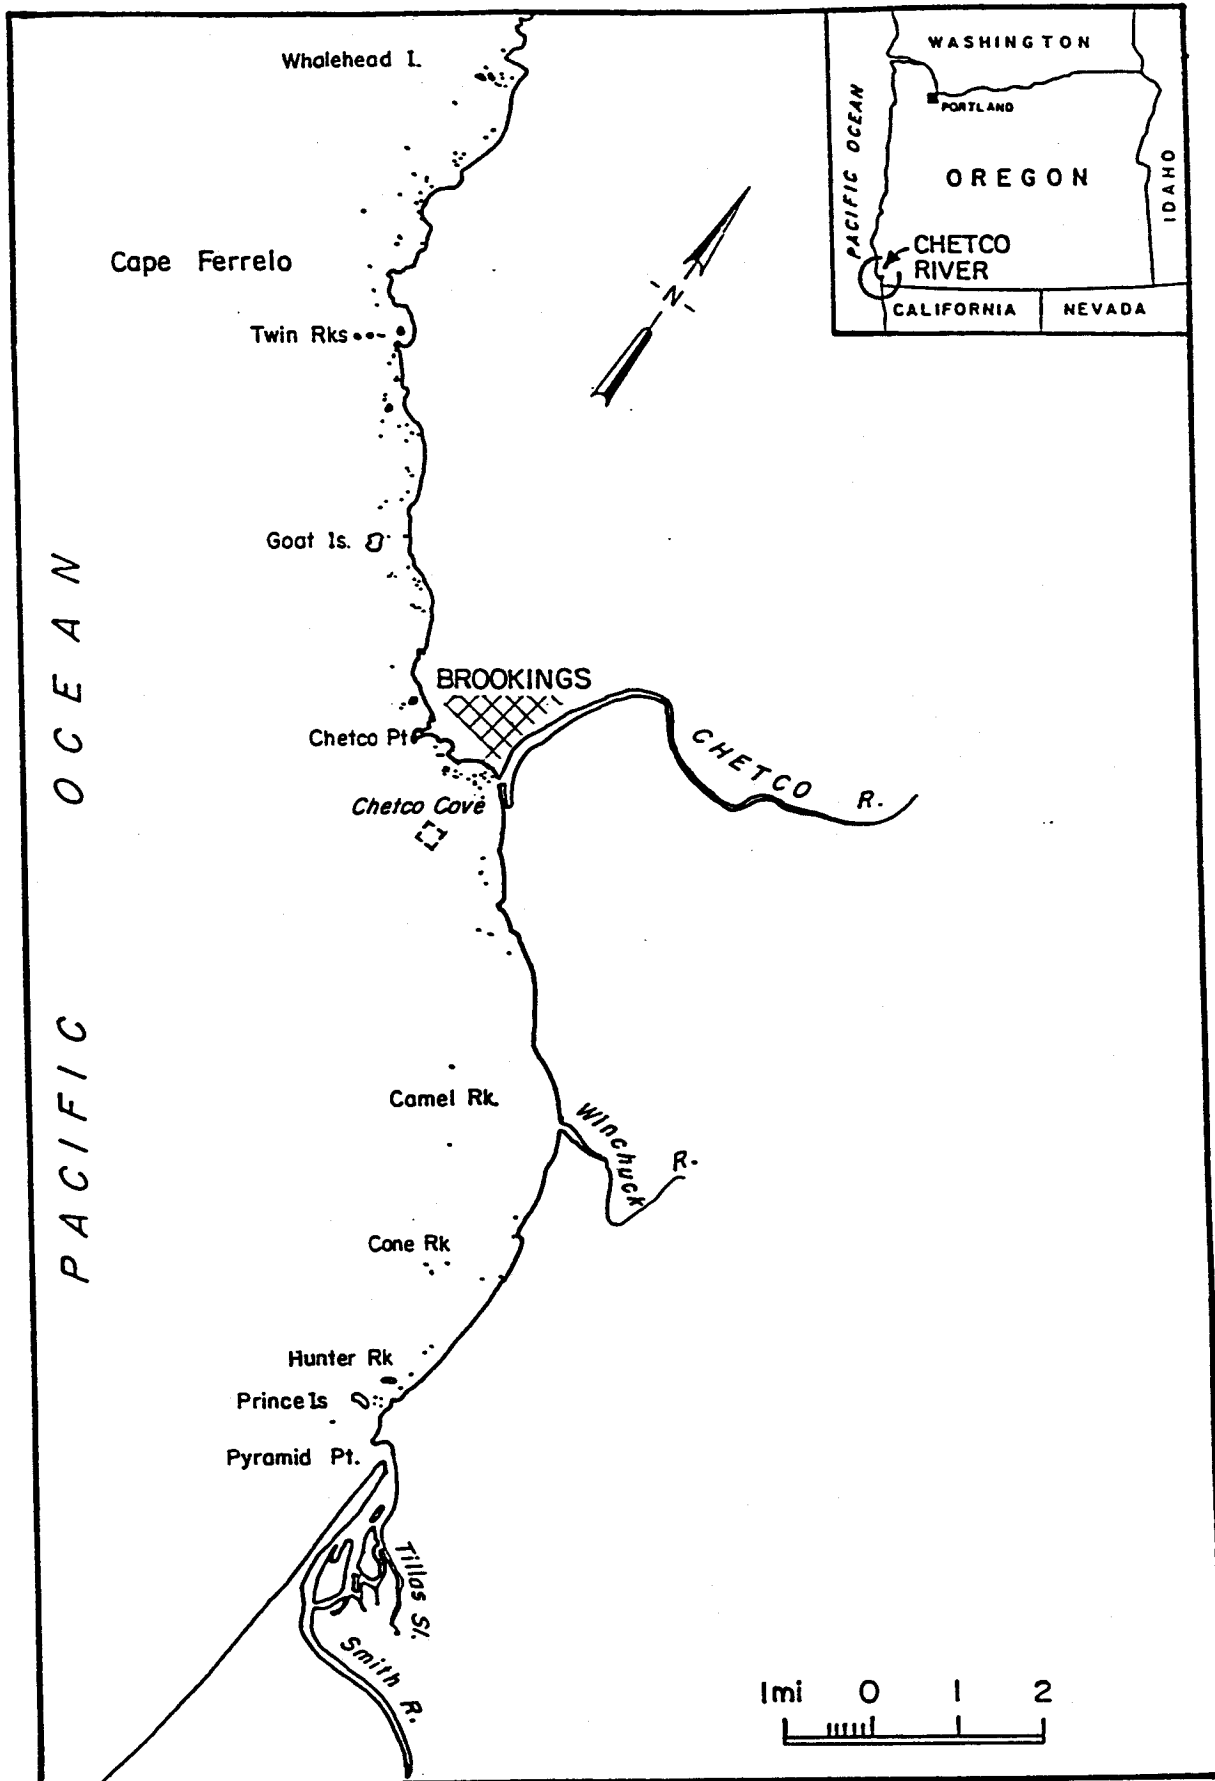 Whalehead I.
WASHINGTON
PORTLAND
PACIFIC OCEAN
OREGON
IDAHO
CHETCO
RIVER
CALIFORNIA
NEVADA
Cape Ferrelo
-N-
Twin Rks
Goat Is.
BROOKINGS
Chetco Pt
CHETCO R.
Chetco Cove
PACIFIC OCEAN
Camel Rk.
Winchuck R.
Cone Rk
Hunter Rk
Prince Is
Pyramid Pt.
Tillas Sl.
Smith R.
1mi 0 1 2